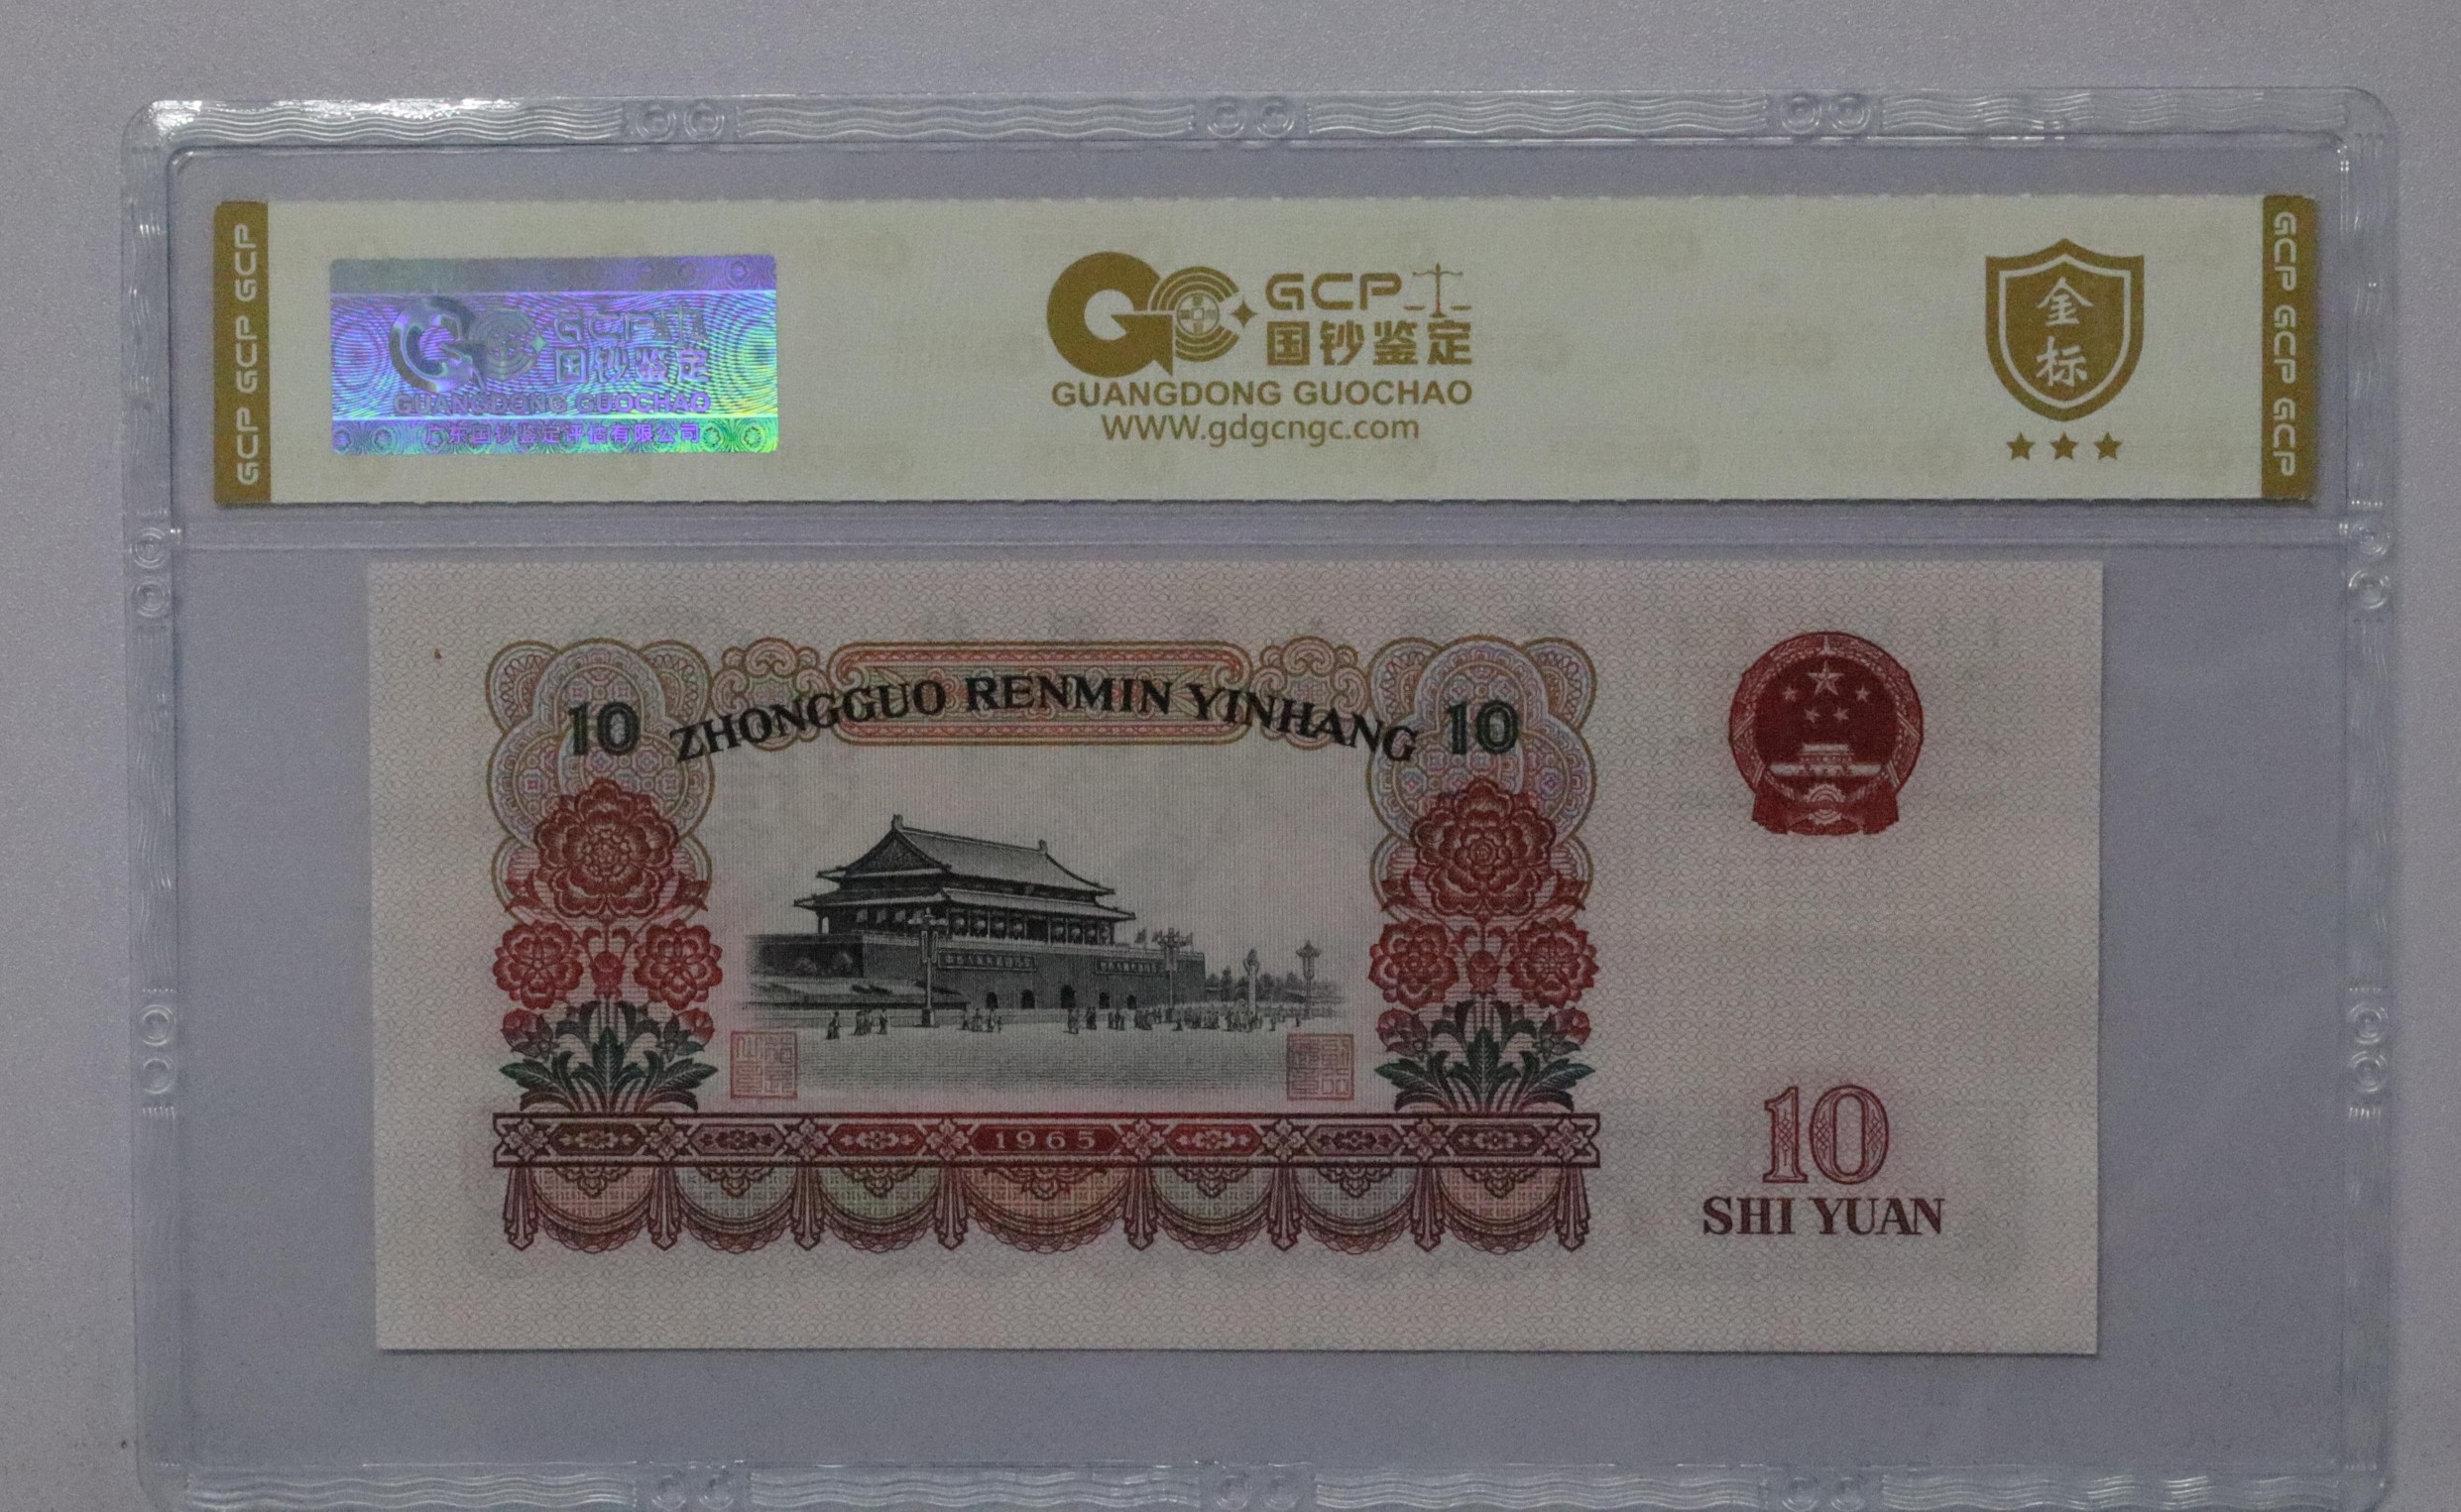 GCP GCP GCP
GCP
国钞鉴定
GUANGDONG GUOCHAO
广东国钞鉴定评估有限公司
GCP
国钞鉴定
GUANGDONG GUOCHAO
WWW.gdgcngc.com
金
标
GCP GCP GCP
10 ZHONGGUO RENMIN YINHANG 10
1965
10
SHI YUAN